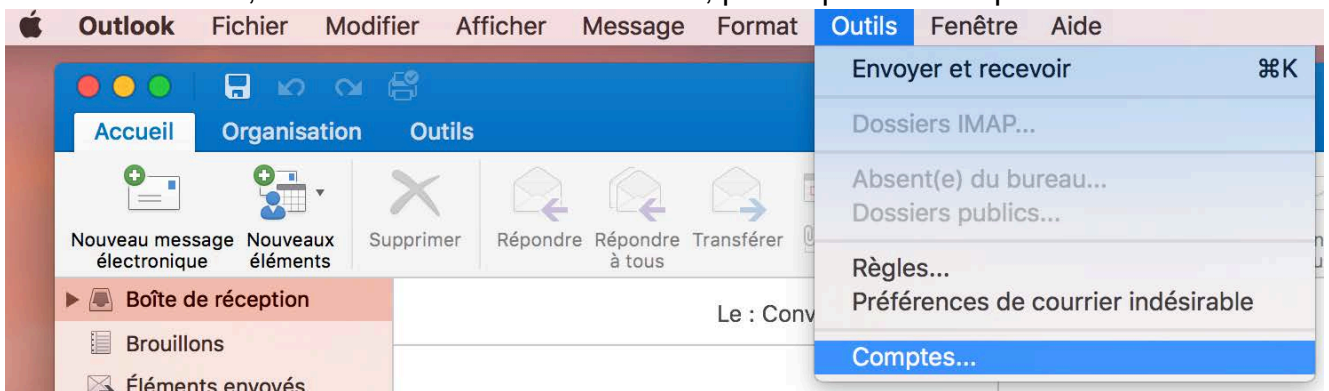 Outlook Fichier Modifier Afficher Message Format Outils Fenêtre Aide
Envoyer et recevoir ⌘K
Dossiers IMAP...
Absent(e) du bureau...
Dossiers publics...
Règles...
Préférences de courrier indésirable
Comptes...
Accueil Organisation Outils
Nouveau message
électronique
Nouveaux
éléments
Supprimer
Répondre
Répondre
à tous
Transférer
Boîte de réception
Le : Conv
Brouillons
Éléments envoyés